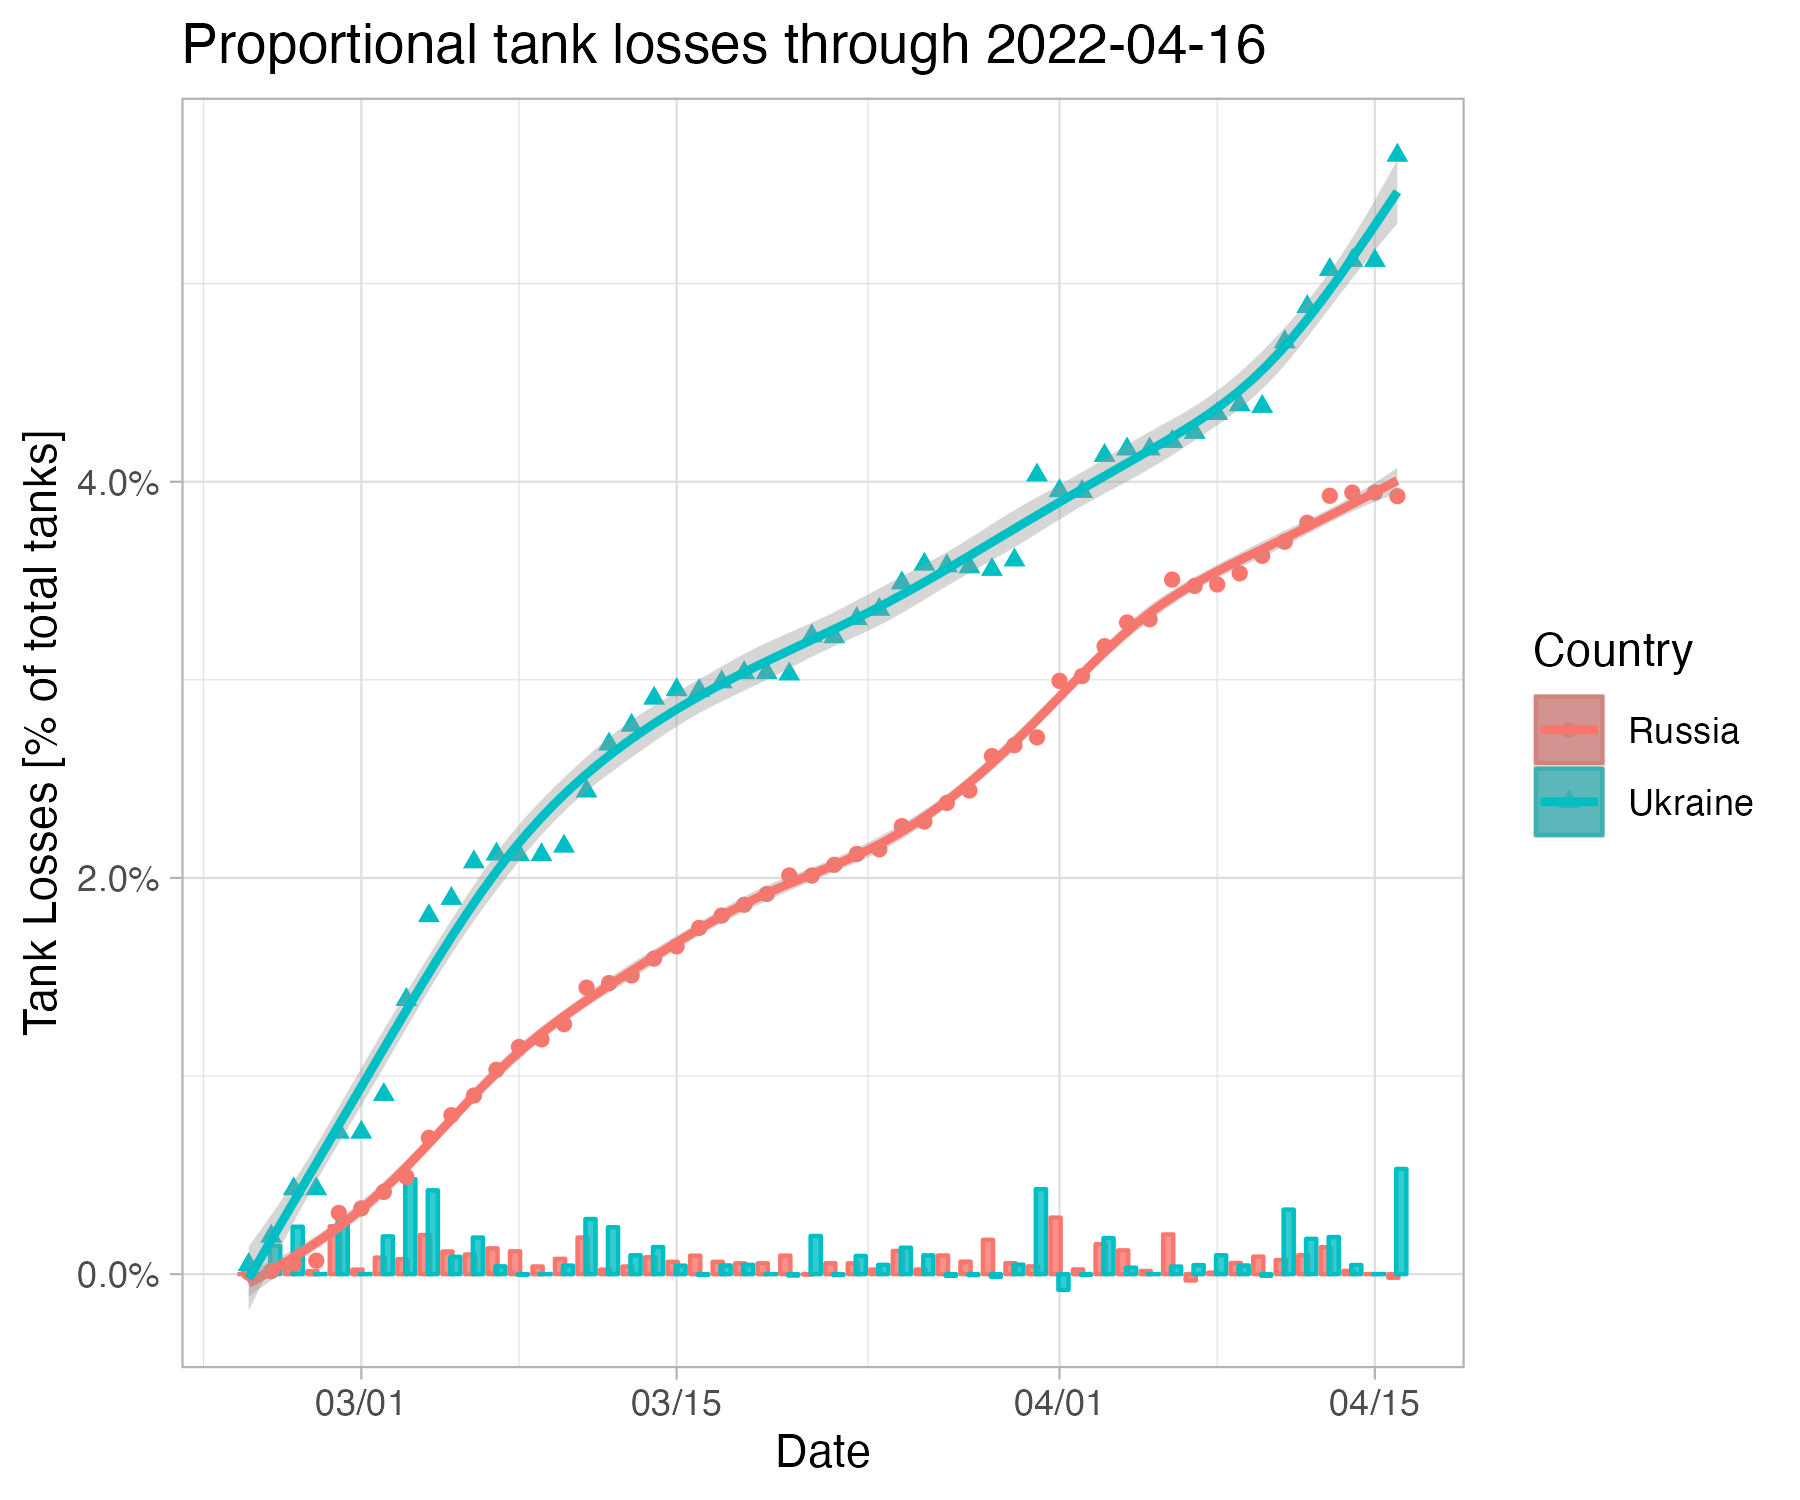 Proportional tank losses through 2022-04-16
Tank Losses [% of total tanks]
4.0%
2.0%
0.0%
03/01
03/15
04/01
04/15
Date
Country
Russia
Ukraine